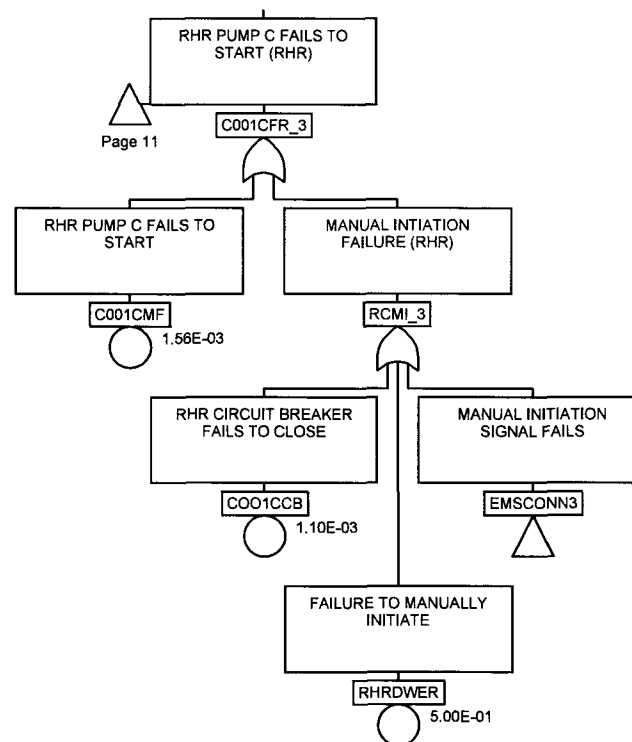 RHR PUMP C FAILS TO
START (RHR)
Page 11
C001CFR_3
RHR PUMP C FAILS TO
START
MANUAL INTIATION
FAILURE (RHR)
C001CMF
1.56E-03
RCMI_3
RHR CIRCUIT BREAKER
FAILS TO CLOSE
MANUAL INITIATION
SIGNAL FAILS
COO1CCB
1.10E-03
EMSCONN3
FAILURE TO MANUALLY
INITIATE
RHRDWER
5.00E-01